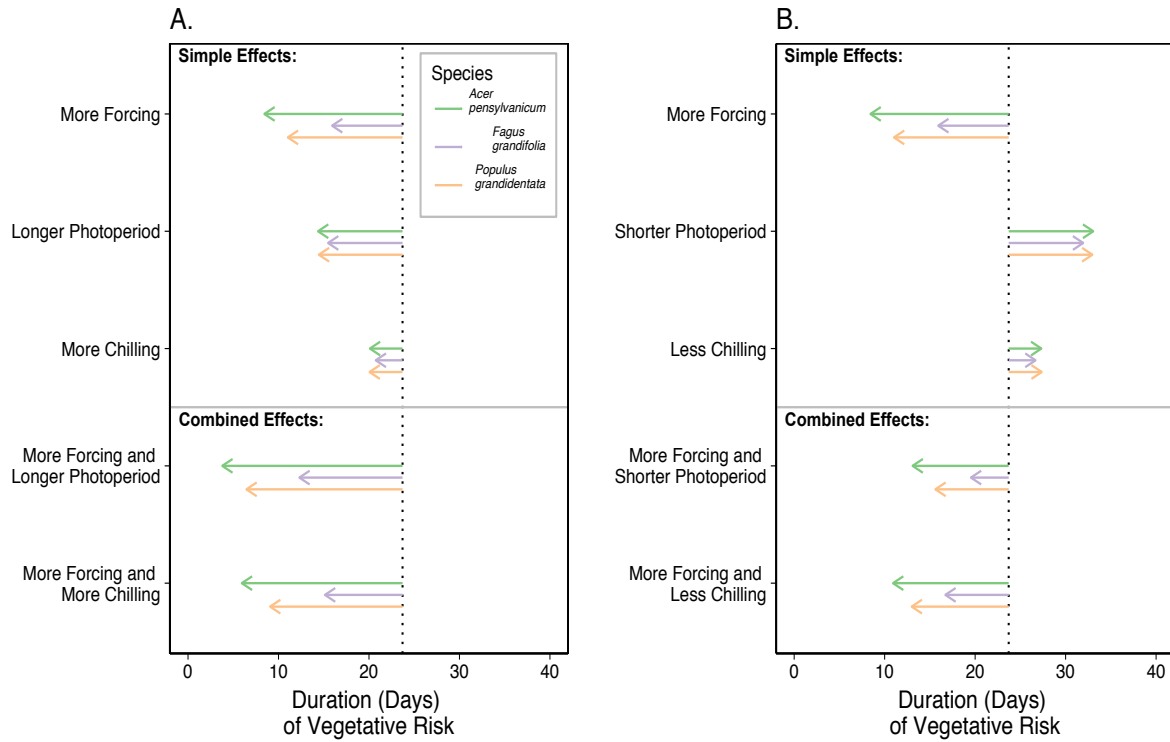 A.
Simple Effects:
Species
Acer
pensylvanicum
Fagus
grandifolia
Populus
grandidentata
More Forcing
Longer Photoperiod
More Chilling
Combined Effects:
More Forcing and
Longer Photoperiod
More Forcing and
More Chilling
0 10 20 30 40
Duration (Days)
of Vegetative Risk
B.
Simple Effects:
More Forcing
Shorter Photoperiod
Less Chilling
Combined Effects:
More Forcing and
Shorter Photoperiod
More Forcing and
Less Chilling
0 10 20 30 40
Duration (Days)
of Vegetative Risk